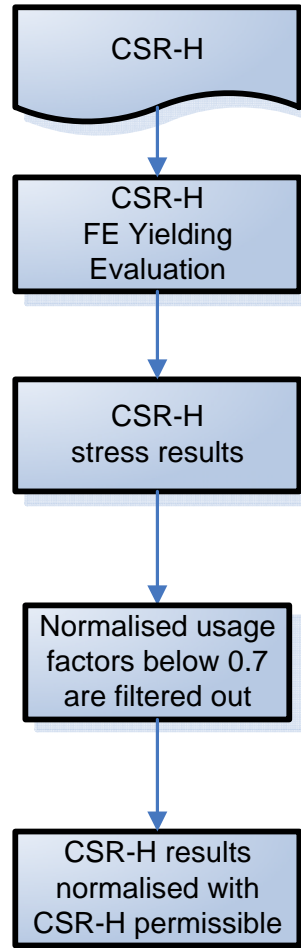 CSR-H
CSR-H
FE Yielding
Evaluation
CSR-H
stress results
Normalised usage
factors below 0.7
are filtered out
CSR-H results
normalised with
CSR-H permissible